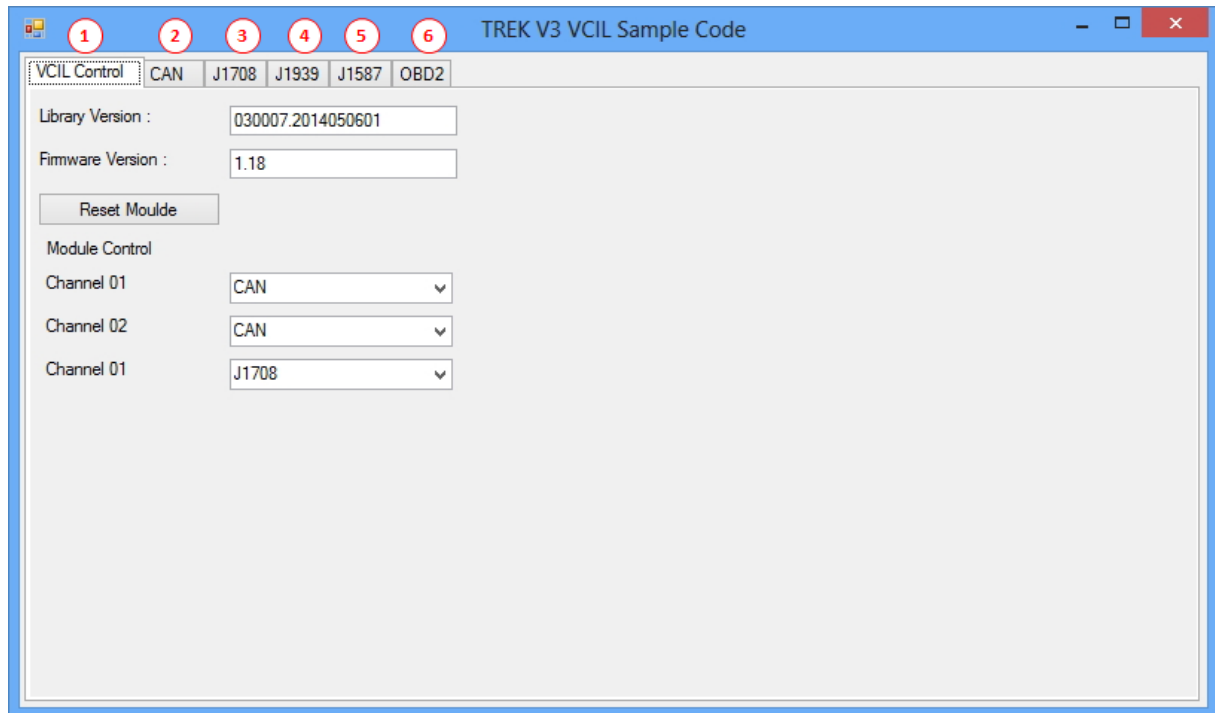 TREK V3 VCIL Sample Code
1 2 3 4 5 6
VCIL Control CAN J1708 J1939 J1587 OBD2
Library Version : 030007.2014050601
Firmware Version : 1.18
Reset Moulde
Module Control
Channel 01 CAN
Channel 02 CAN
Channel 01 J1708